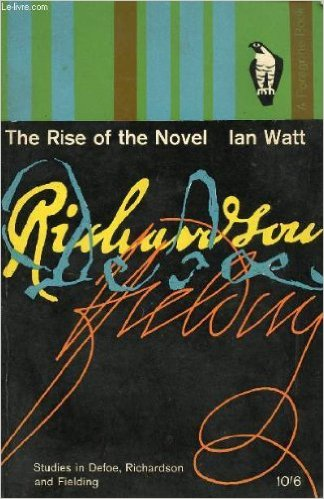 Le-livre.com
A Peregrine Book
The Rise of the Novel Ian Watt
Richardson
Defoe
Fielding
Studies in Defoe, Richardson
and Fielding
10'6